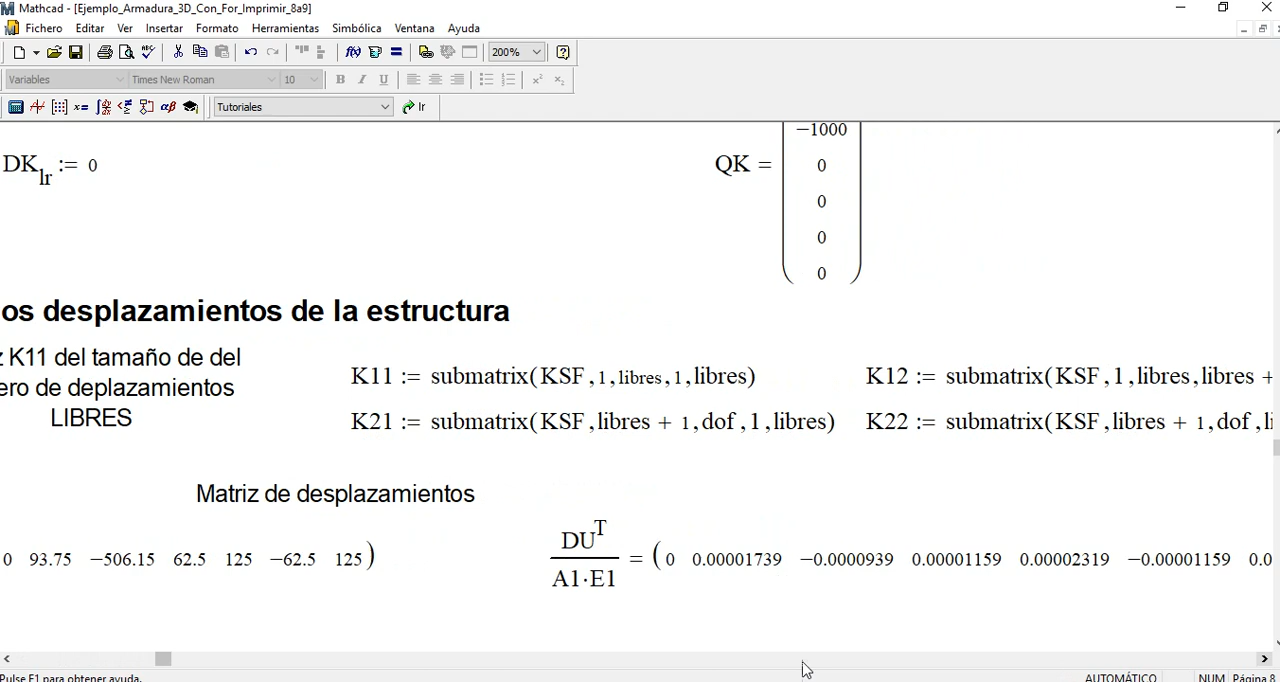 Mathcad - [Ejemplo_Armadura_3D_Con_For_Imprimir_8a9]
Fichero Editar Ver Insertar Formato Herramientas Simbólica Ventana Ayuda
200%
Variables Times New Roman 10 B I U
Tutoriales Ir
DK_lr := 0
QK = 
−1000
0
0
0
0
os desplazamientos de la estructura
z K11 del tamaño de del
ero de deplazamientos
LIBRES
K11 := submatrix(KSF,1,libres,1,libres) K12 := submatrix(KSF,1,libres,libres +
K21 := submatrix(KSF,libres + 1,dof,1,libres) K22 := submatrix(KSF,libres + 1,dof,li
Matriz de desplazamientos
0 93.75 −506.15 62.5 125 −62.5 125)
DU^T
A1·E1
= (0 0.00001739 −0.0000939 0.00001159 0.00002319 −0.00001159 0.0
Pulse F1 para obtener ayuda. AUTOMÁTICO NUM Página 8